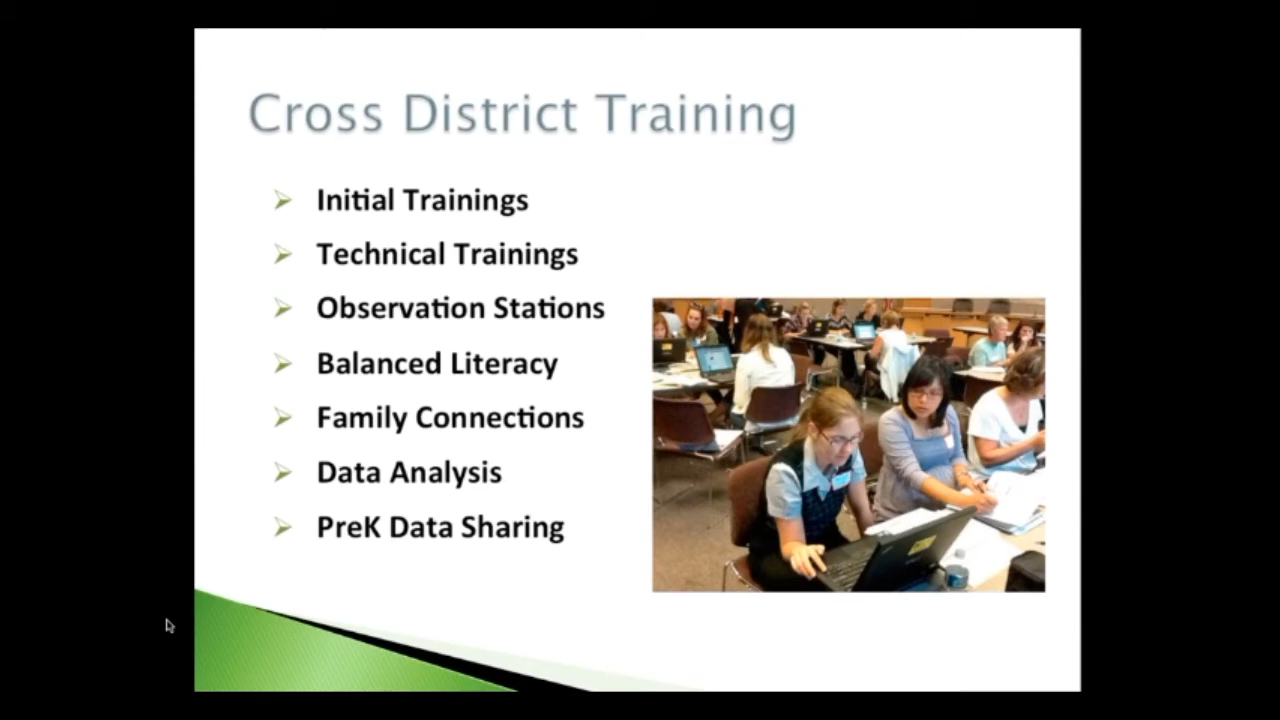 Cross District Training
Initial Trainings
Technical Trainings
Observation Stations
Balanced Literacy
Family Connections
Data Analysis
PreK Data Sharing